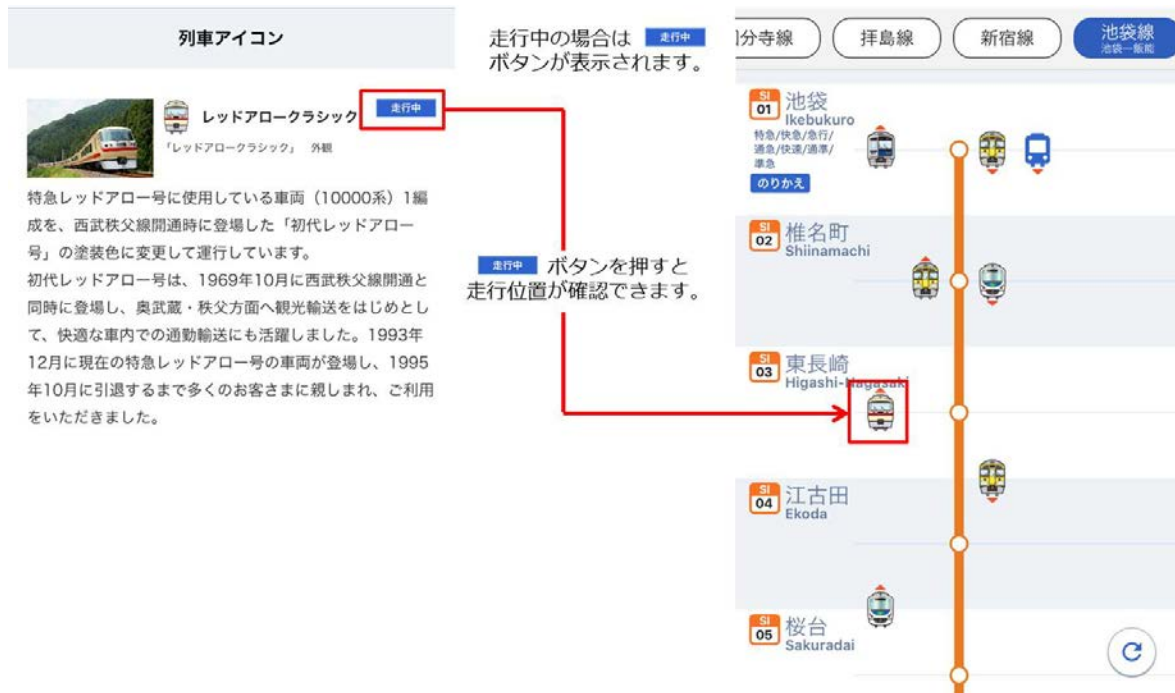 列車アイコン
レッドアロークラシック
走行中
「レッドアロークラシック」 外観
特急レッドアロー号に使用している車両（10000系）1編
成を、西武秩父線開通時に登場した「初代レッドアロー
号」の塗装色に変更して運行しています。
初代レッドアロー号は、1969年10月に西武秩父線開通と
同時に登場し、奥武蔵・秩父方面へ観光輸送をはじめとし
て、快適な車内での通勤輸送にも活躍しました。1993年
12月に現在の特急レッドアロー号の車両が登場し、1995
年10月に引退するまで多くのお客さまに親しまれ、ご利用
をいただきました。
走行中の場合は 走行中
ボタンが表示されます。
走行中 ボタンを押すと
走行位置が確認できます。
分寺線
拝島線
新宿線
池袋線
池袋―飯能
SI
01
池袋
Ikebukuro
特急/快急/急行/
通急/快速/通準/
準急
のりかえ
SI
02
椎名町
Shiinamachi
SI
03
東長崎
Higashi-Nagasaki
SI
04
江古田
Ekoda
SI
05
桜台
Sakuradai